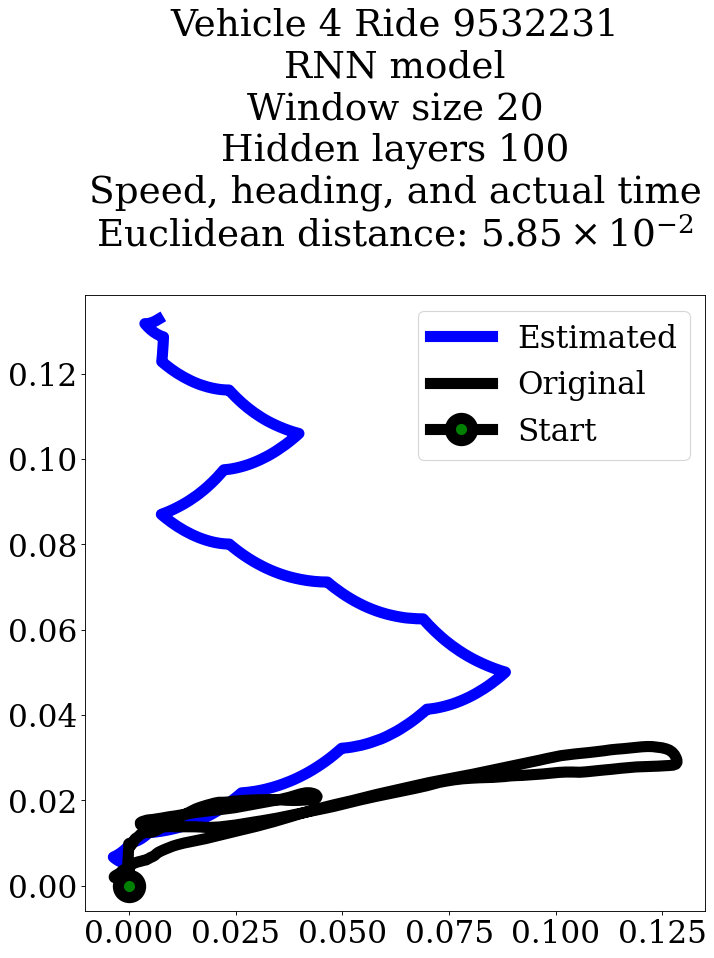 Vehicle 4 Ride 9532231
RNN model
Window size 20
Hidden layers 100
Speed, heading, and actual time
Euclidean distance: 5.85 × 10⁻²
Estimated
Original
Start
0.12
0.10
0.08
0.06
0.04
0.02
0.00
0.000 0.025 0.050 0.075 0.100 0.125